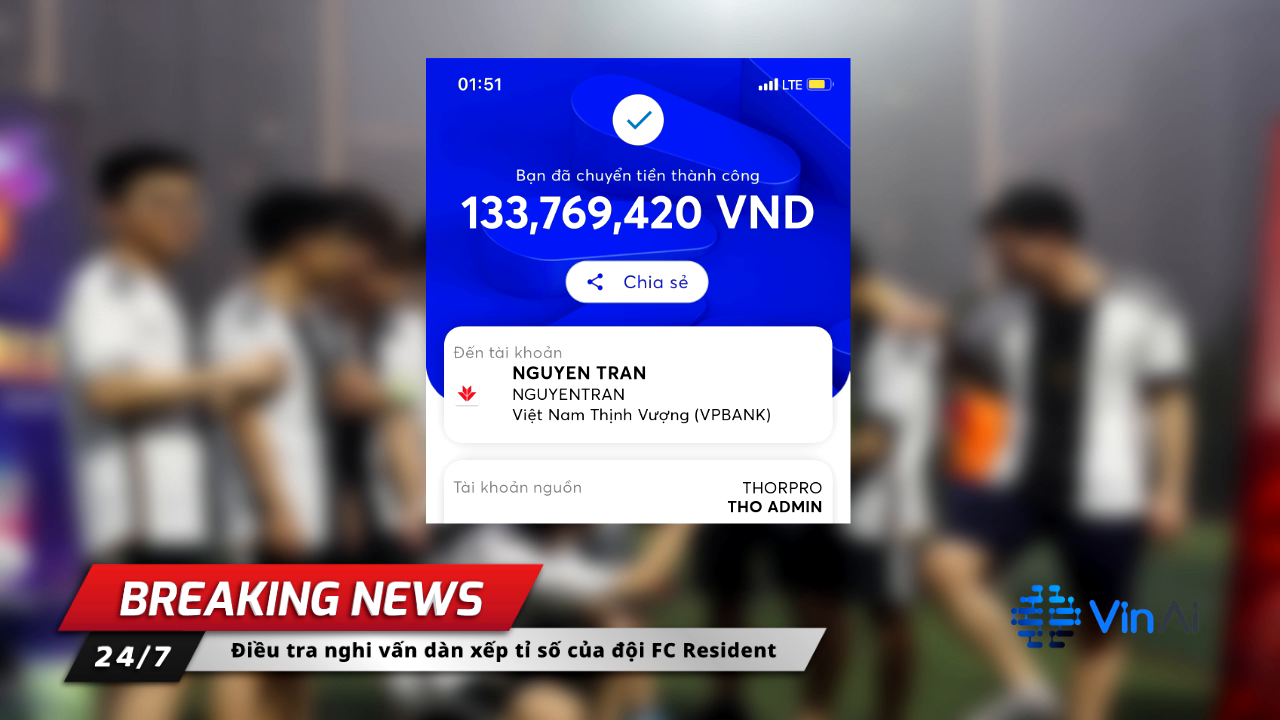 01:51
LTE
Bạn đã chuyển tiền thành công
133,769,420 VND
Chia sẻ
Đến tài khoản
NGUYEN TRAN
NGUYENTRAN
Việt Nam Thịnh Vượng (VPBANK)
Tài khoản nguồn
THORPRO
THO ADMIN
BREAKING NEWS
24/7
Điều tra nghi vấn dàn xếp tỉ số của đội FC Resident
VinAi